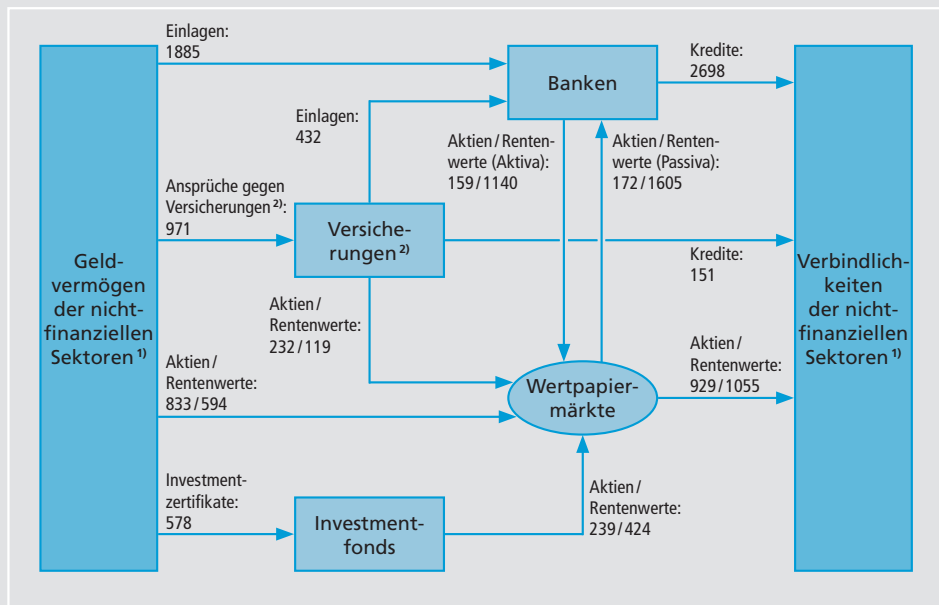 Einlagen:
1885
Kredite:
2698
Banken
Einlagen:
432
Aktien/Renten-
werte (Aktiva):
159/1140
Aktien/Renten-
werte (Passiva):
172/1605
Ansprüche gegen
Versicherungen 2):
971
Versiche-
rungen 2)
Kredite:
151
Geld-
vermögen
der nicht-
finanziellen
Sektoren 1)
Verbindlich-
keiten
der nicht-
finanziellen
Sektoren 1)
Aktien/
Rentenwerte:
232/119
Aktien/
Rentenwerte:
833/594
Wertpapier-
märkte
Aktien/
Rentenwerte:
929/1055
Investment-
zertifikate:
578
Investment-
fonds
Aktien/
Rentenwerte:
239/424